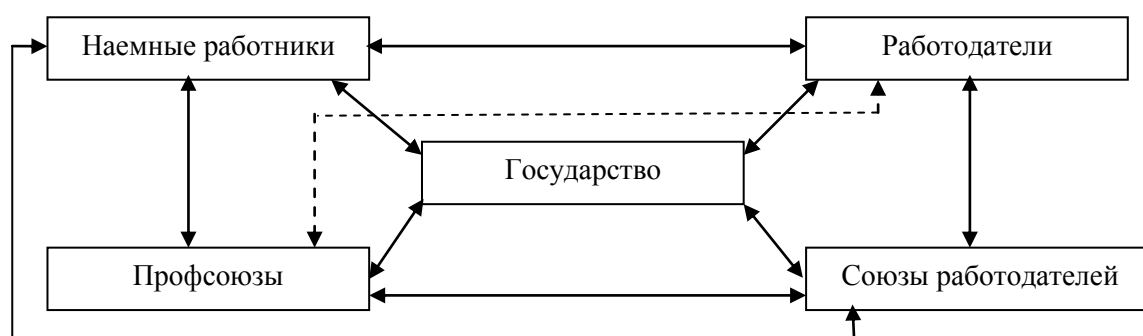 Наемные работники
Работодатели
Государство
Профсоюзы
Союзы работодателей